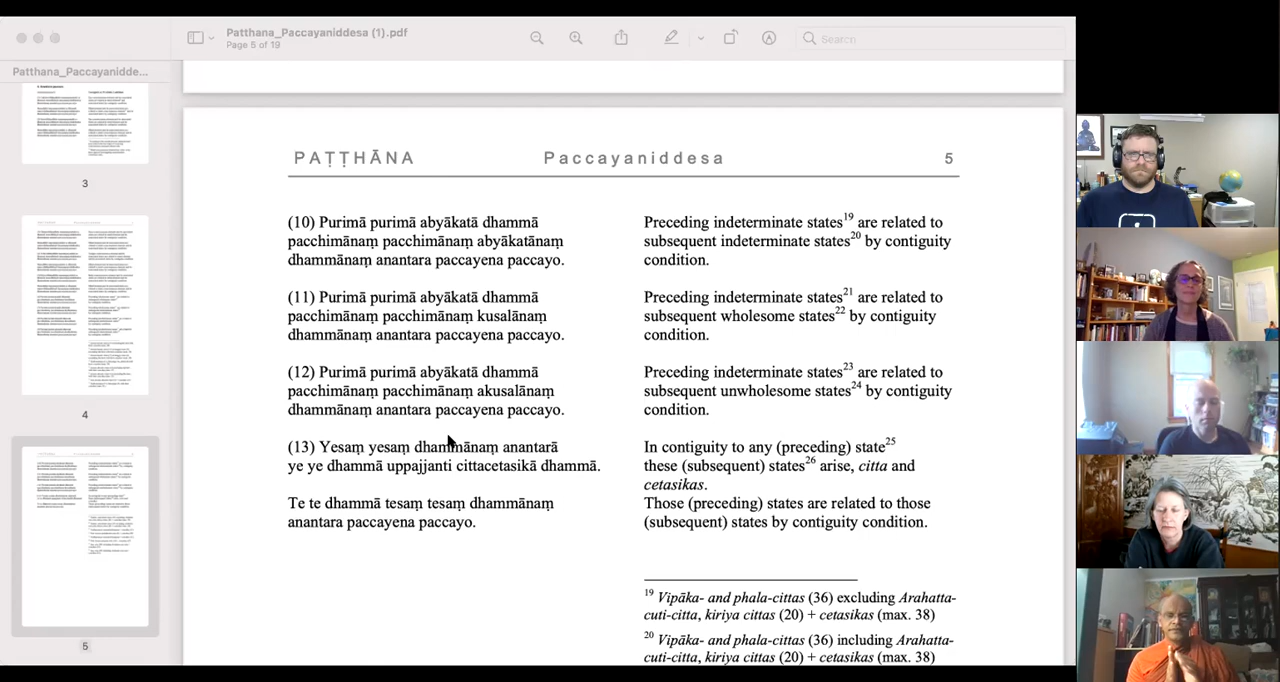 Patthana_Paccayaniddesa (1).pdf
Page 5 of 19
Search
Patthana_Paccayanidde...
3
4
5
PAṬṬHĀNA Paccayaniddesa 5
(10) Purimā purimā abyākatā dhammā
pacchimānaṃ pacchimānaṃ abyākatānaṃ
dhammānaṃ anantara paccayena paccayo.
Preceding indeterminate states19 are related to
subsequent indeterminate states20 by contiguity
condition.
(11) Purimā purimā abyākatā dhammā
pacchimānaṃ pacchimānaṃ kusalānaṃ
dhammānaṃ anantara paccayena paccayo.
Preceding indeterminate states21 are related to
subsequent wholesome states22 by contiguity
condition.
(12) Purimā purimā abyākatā dhammā
pacchimānaṃ pacchimānaṃ akusalānaṃ
dhammānaṃ anantara paccayena paccayo.
Preceding indeterminate states23 are related to
subsequent unwholesome states24 by contiguity
condition.
(13) Yesaṃ yesaṃ dhammānaṃ anantarā
ye ye dhammā uppajjanti cittacetasikā dhammā.
Te te dhammā tesaṃ tesaṃ dhammānaṃ
anantara paccayena paccayo.
In contiguity to any (preceding) state25
these (subsequent) states26 arise, citta and
cetasikas.
Those (preceding) states are related to those
(subsequent) states by contiguity condition.
19 Vipāka- and phala-cittas (36) excluding Arahatta-
cuti-citta, kiriya cittas (20) + cetasikas (max. 38)
20 Vipāka- and phala-cittas (36) including Arahatta-
cuti-citta, kiriya cittas (20) + cetasikas (max. 38)